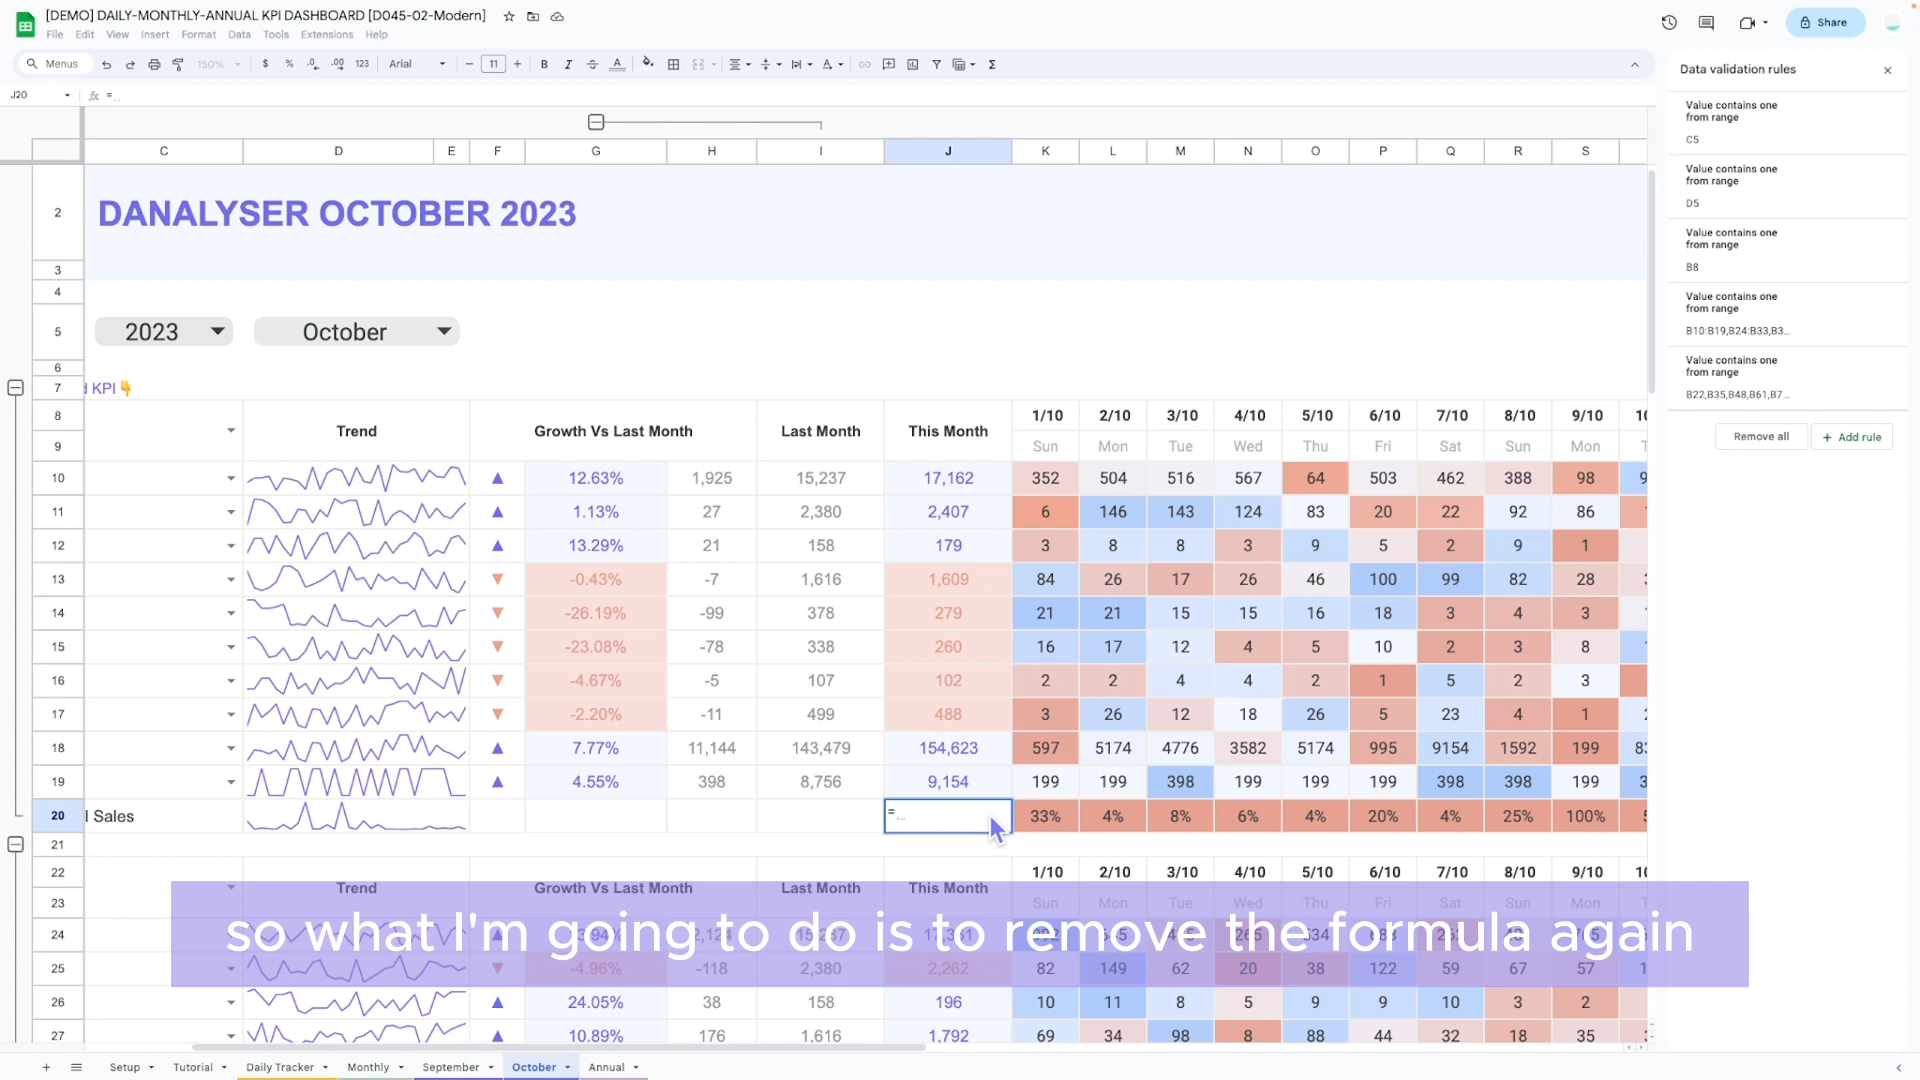 [DEMO] DAILY-MONTHLY-ANNUAL KPI DASHBOARD [D045-02-Modern]
File Edit View Insert Format Data Tools Extensions Help
Share
Menus 150% $ % .0 .00 123 Arial 11 B I A
J20 fx =
Data validation rules
Value contains one
from range
C5
Value contains one
from range
D5
Value contains one
from range
B8
Value contains one
from range
B10:B19,B24:B33,B3...
Value contains one
from range
B22,B35,B48,B61,B7...
Remove all + Add rule
C D E F G H I J K L M N O P Q R S
2 DANALYSER OCTOBER 2023
3
4
5 2023 October
6
7 KPI👇
8 1/10 2/10 3/10 4/10 5/10 6/10 7/10 8/10 9/10
Trend Growth Vs Last Month Last Month This Month
9 Sun Mon Tue Wed Thu Fri Sat Sun Mon
10 12.63% 1,925 15,237 17,162 352 504 516 567 64 503 462 388 98
11 1.13% 27 2,380 2,407 6 146 143 124 83 20 22 92 86
12 13.29% 21 158 179 3 8 8 3 9 5 2 9 1
13 -0.43% -7 1,616 1,609 84 26 17 26 46 100 99 82 28
14 -26.19% -99 378 279 21 21 15 15 16 18 3 4 3
15 -23.08% -78 338 260 16 17 12 4 5 10 2 3 8
16 -4.67% -5 107 102 2 2 4 4 2 1 5 2 3
17 -2.20% -11 499 488 3 26 12 18 26 5 23 4 1
18 7.77% 11,144 143,479 154,623 597 5174 4776 3582 5174 995 9154 1592 199
19 4.55% 398 8,756 9,154 199 199 398 199 199 199 398 398 199
20 l Sales = 33% 4% 8% 6% 4% 20% 4% 25% 100%
21
22 1/10 2/10 3/10 4/10 5/10 6/10 7/10 8/10 9/10
Trend Growth Vs Last Month Last Month This Month
23 Sun Mon Tue Wed Thu Fri Sat Sun Mon
so what I'm going to do is to remove the formula again
24
25 -4.96% -118 2,380 2,262 82 149 62 20 38 122 59 67 57
26 24.05% 38 158 196 10 11 8 5 9 9 10 3 2
27 10.89% 176 1,616 1,792 69 34 98 8 88 44 32 18 35
+ Setup Tutorial Daily Tracker Monthly September October Annual